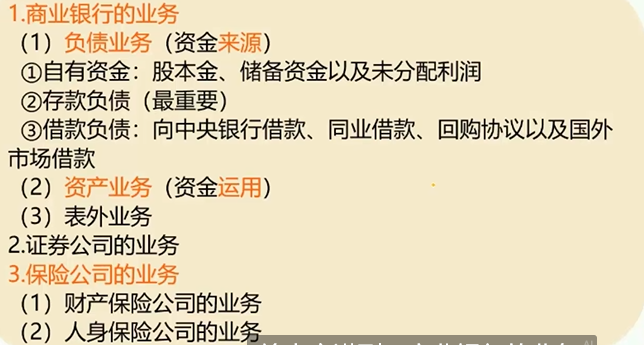 1.商业银行的业务
（1）负债业务（资金来源）
①自有资金：股本金、储备资金以及未分配利润
②存款负债（最重要）
③借款负债：向中央银行借款、同业借款、回购协议以及国外
市场借款
（2）资产业务（资金运用）
（3）表外业务
2.证券公司的业务
3.保险公司的业务
（1）财产保险公司的业务
（2）人身保险公司的业务